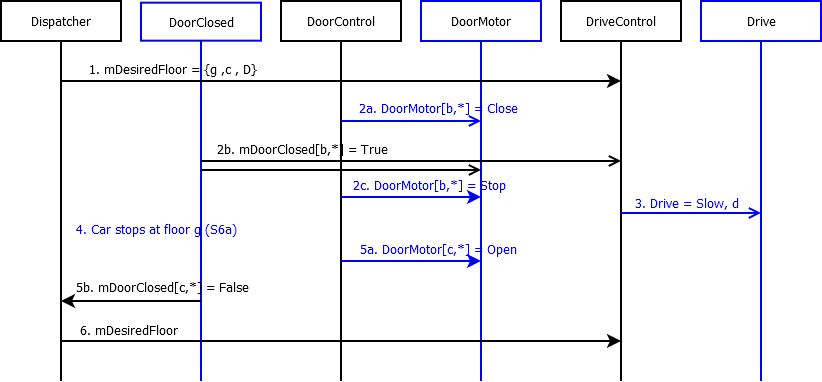 Dispatcher
DoorClosed
DoorControl
DoorMotor
DriveControl
Drive
1. mDesiredFloor = {g ,c , D}
2a. DoorMotor[b,*] = Close
2b. mDoorClosed[b,*] = True
2c. DoorMotor[b,*] = Stop
3. Drive = Slow, d
4. Car stops at floor g (S6a)
5a. DoorMotor[c,*] = Open
5b. mDoorClosed[c,*] = False
6. mDesiredFloor